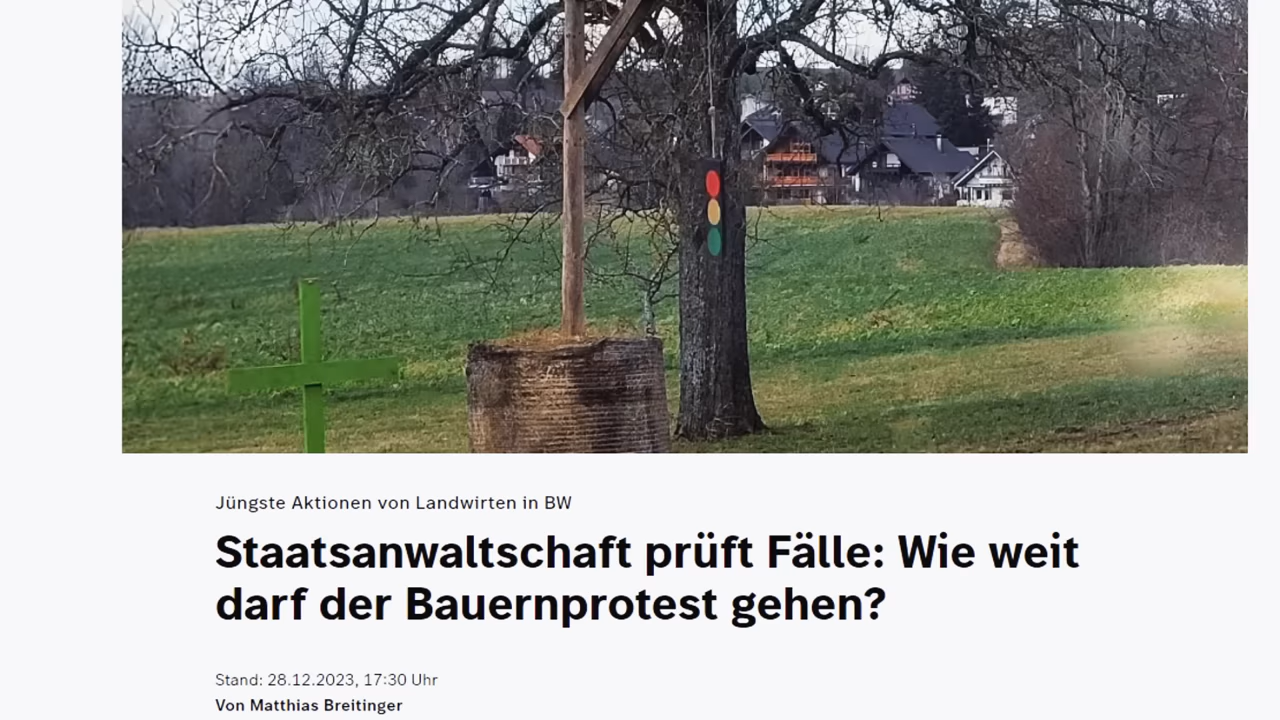 Jüngste Aktionen von Landwirten in BW
Staatsanwaltschaft prüft Fälle: Wie weit
darf der Bauernprotest gehen?
Stand: 28.12.2023, 17:30 Uhr
Von Matthias Breitinger